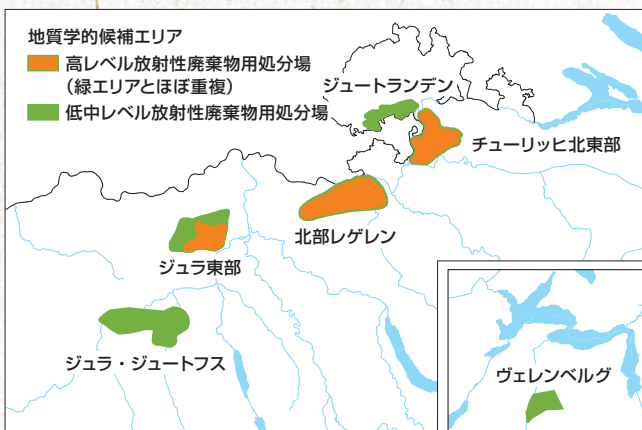 地質学的候補エリア
高レベル放射性廃棄物用処分場
（緑エリアとほぼ重複）
低中レベル放射性廃棄物用処分場
ジュートランデン
チューリッヒ北東部
北部レゲレン
ジュラ東部
ジュラ・ジュートフス
ヴェレンベルグ